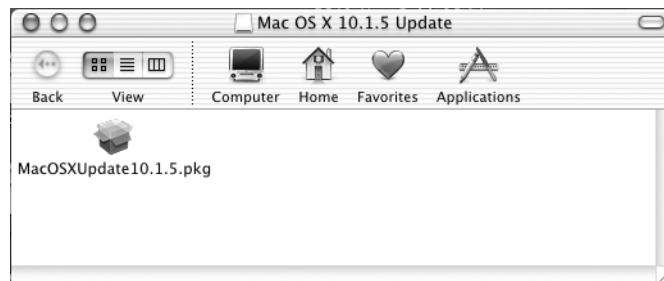 Mac OS X 10.1.5 Update
Back View Computer Home Favorites Applications
MacOSXUpdate10.1.5.pkg